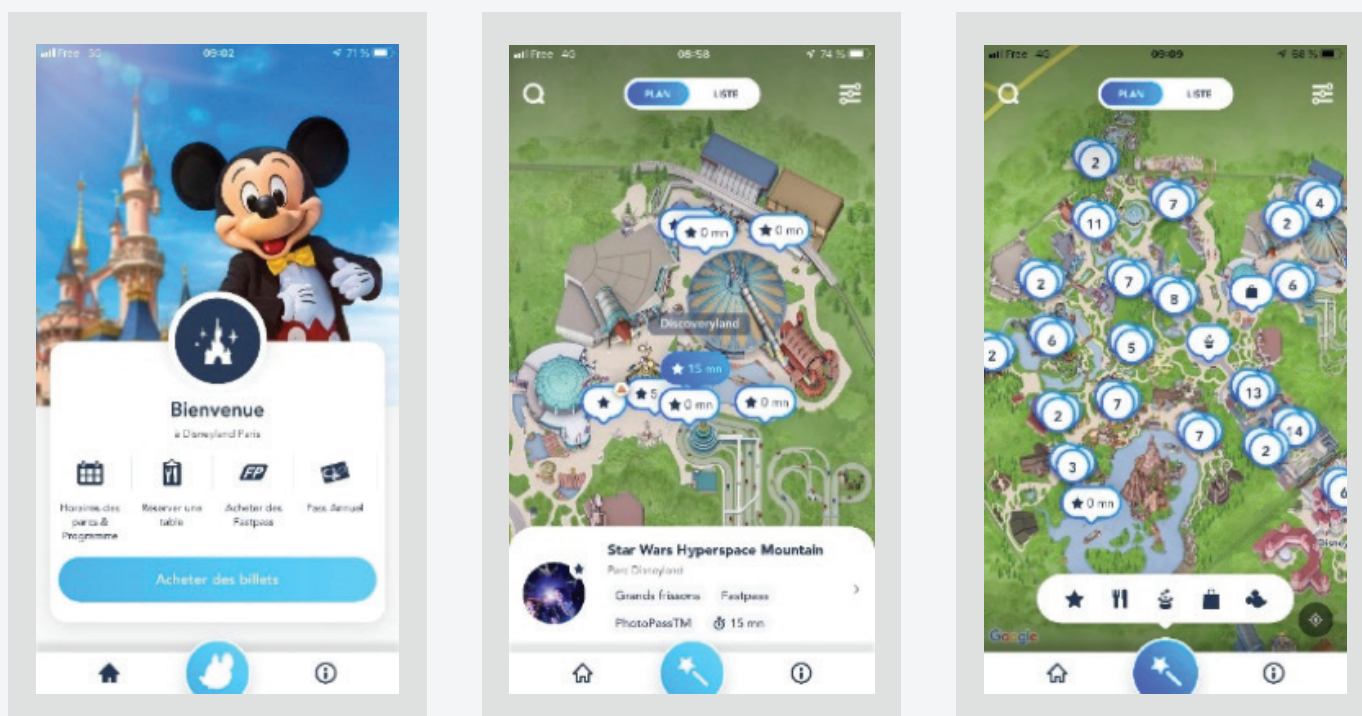 Free 5G 09:02 71 %
Bienvenue
à Disneyland Paris
Horaires des
parcs &
Programme
Réserver une
table
FP
Acheter des
Fastpass
Pass Annuel
Acheter des billets
Free 4G 08:58 74 %
PLAN LISTE
0 mn
0 mn
Discoveryland
15 mn
5
0 mn
0 mn
Star Wars Hyperspace Mountain
Parc Disneyland
Grands frissons Fastpass
PhotoPassTM 15 mn
Free 4G 09:09 68 %
PLAN LISTE
2
7
4
11
2
2
7
6
8
6
5
2
13
7
2
7
14
2
3
6
0 mn
Disney
Google